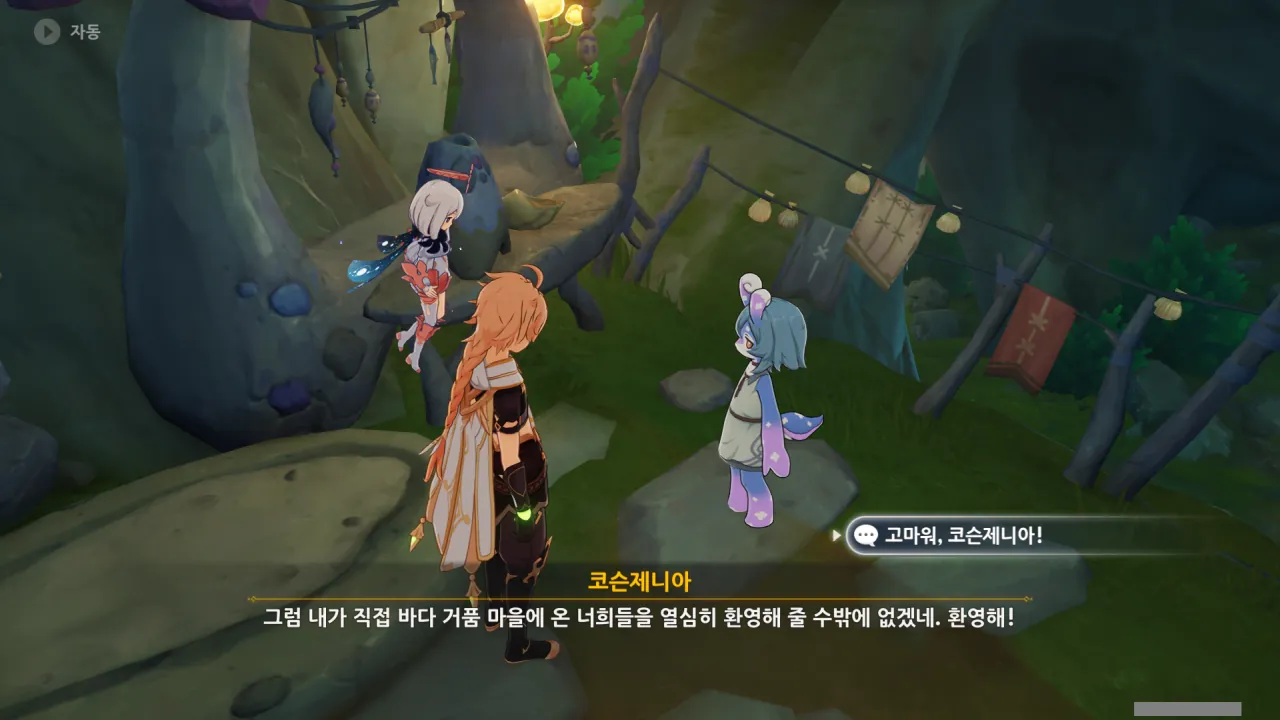 자동
고마워, 코슨제니아!
코슨제니아
그럼 내가 직접 바다 거품 마을에 온 너희들을 열심히 환영해 줄 수밖에 없겠네. 환영해!